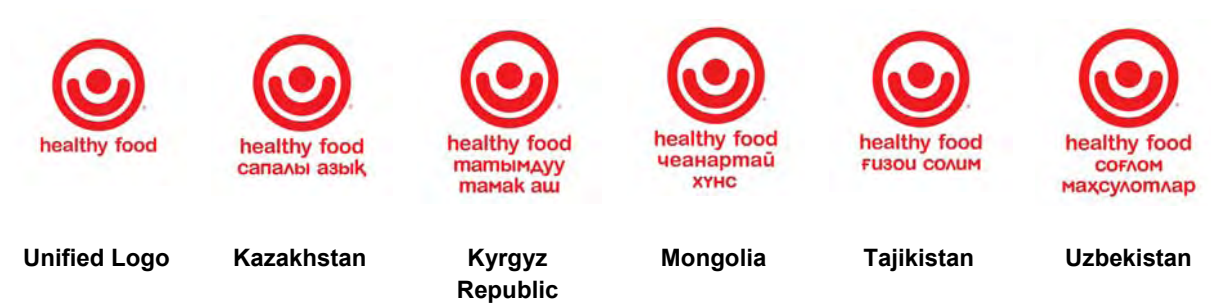 healthy food
healthy food
сапалы азық
healthy food
татымдуу
тамак аш
healthy food
чеанартай
хүнс
healthy food
ғизои солим
healthy food
соғлом
маҳсулотлар
Unified Logo
Kazakhstan
Kyrgyz
Republic
Mongolia
Tajikistan
Uzbekistan